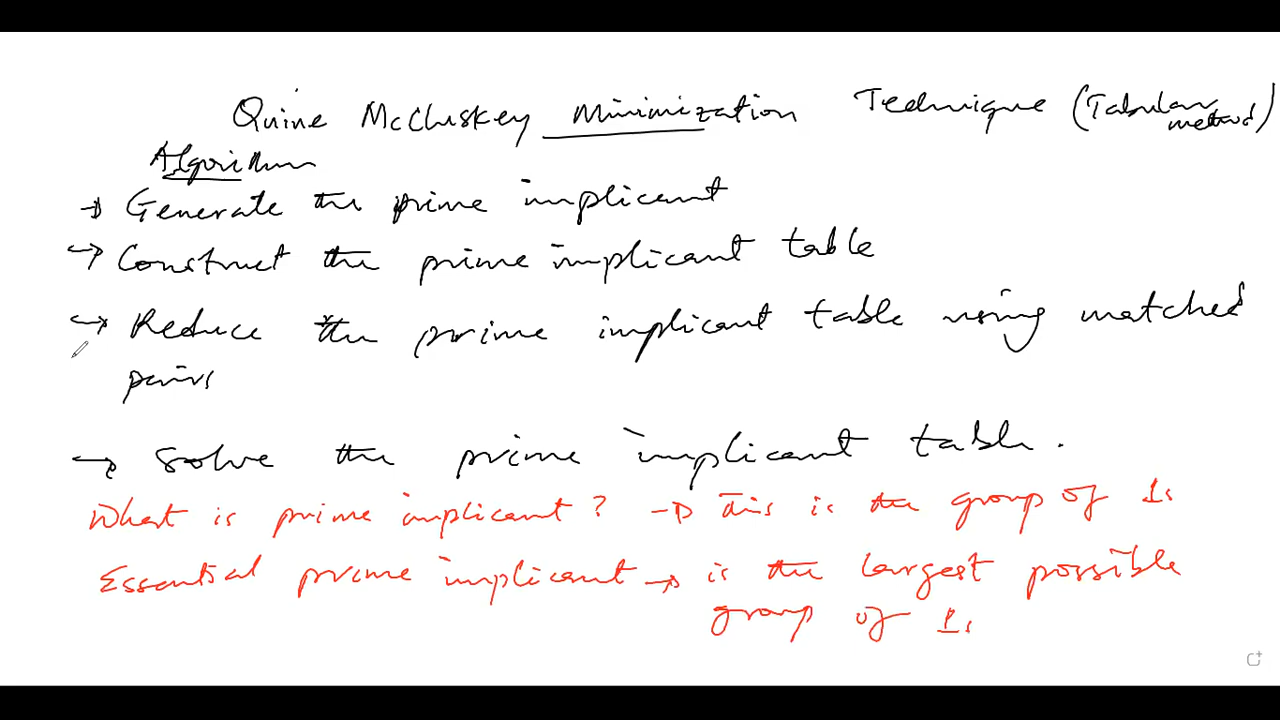 Quine McCluskey Minimization Technique (Tabular method)
Algorithm
→ Generate the prime implicant
→ Construct the prime implicant table
→ Reduce the prime implicant table using matched
pairs
→ Solve the prime implicant table.
What is prime implicant? → This is the group of 1s
Essential prime implicant → is the largest possible
group of 1s